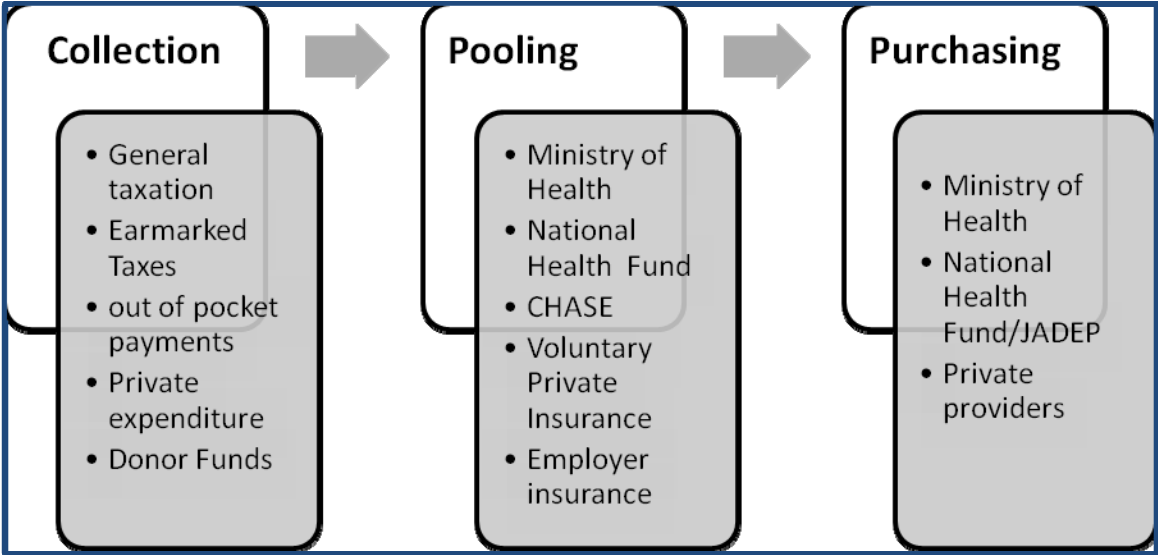 Collection
• General
taxation
• Earmarked
Taxes
• out of pocket
payments
• Private
expenditure
• Donor Funds
Pooling
• Ministry of
Health
• National
Health Fund
• CHASE
• Voluntary
Private
Insurance
• Employer
insurance
Purchasing
• Ministry of
Health
• National
Health
Fund/JADEP
• Private
providers